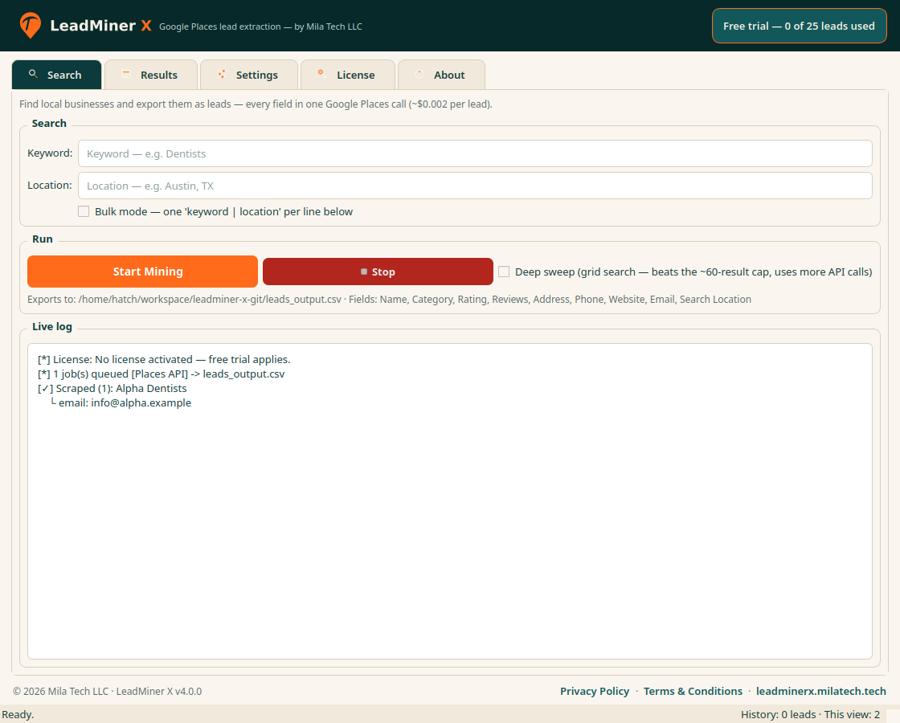 LeadMiner X Google Places lead extraction — by Mila Tech LLC
Free trial — 0 of 25 leads used
Search Results Settings License About
Find local businesses and export them as leads — every field in one Google Places call (~$0.002 per lead).
Search
Keyword: Keyword — e.g. Dentists
Location: Location — e.g. Austin, TX
Bulk mode — one 'keyword | location' per line below
Run
Start Mining Stop Deep sweep (grid search — beats the ~60-result cap, uses more API calls)
Exports to: /home/hatch/workspace/leadminer-x-git/leads_output.csv · Fields: Name, Category, Rating, Reviews, Address, Phone, Website, Email, Search Location
Live log
[*] License: No license activated — free trial applies.
[*] 1 job(s) queued [Places API] -> leads_output.csv
[✓] Scraped (1): Alpha Dentists
└ email: info@alpha.example
© 2026 Mila Tech LLC · LeadMiner X v4.0.0
Privacy Policy · Terms & Conditions · leadminerx.milatech.tech
Ready.
History: 0 leads · This view: 2